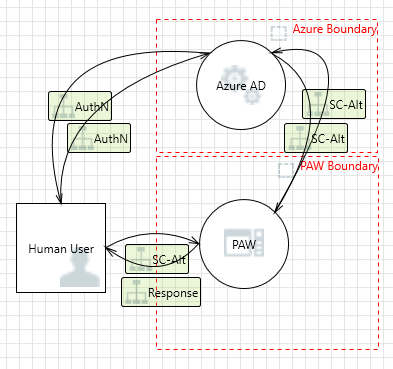 Azure Boundary
Azure AD
AuthN
SC-Alt
AuthN
SC-Alt
PAW Boundary
Human User
PAW
SC-Alt
Response